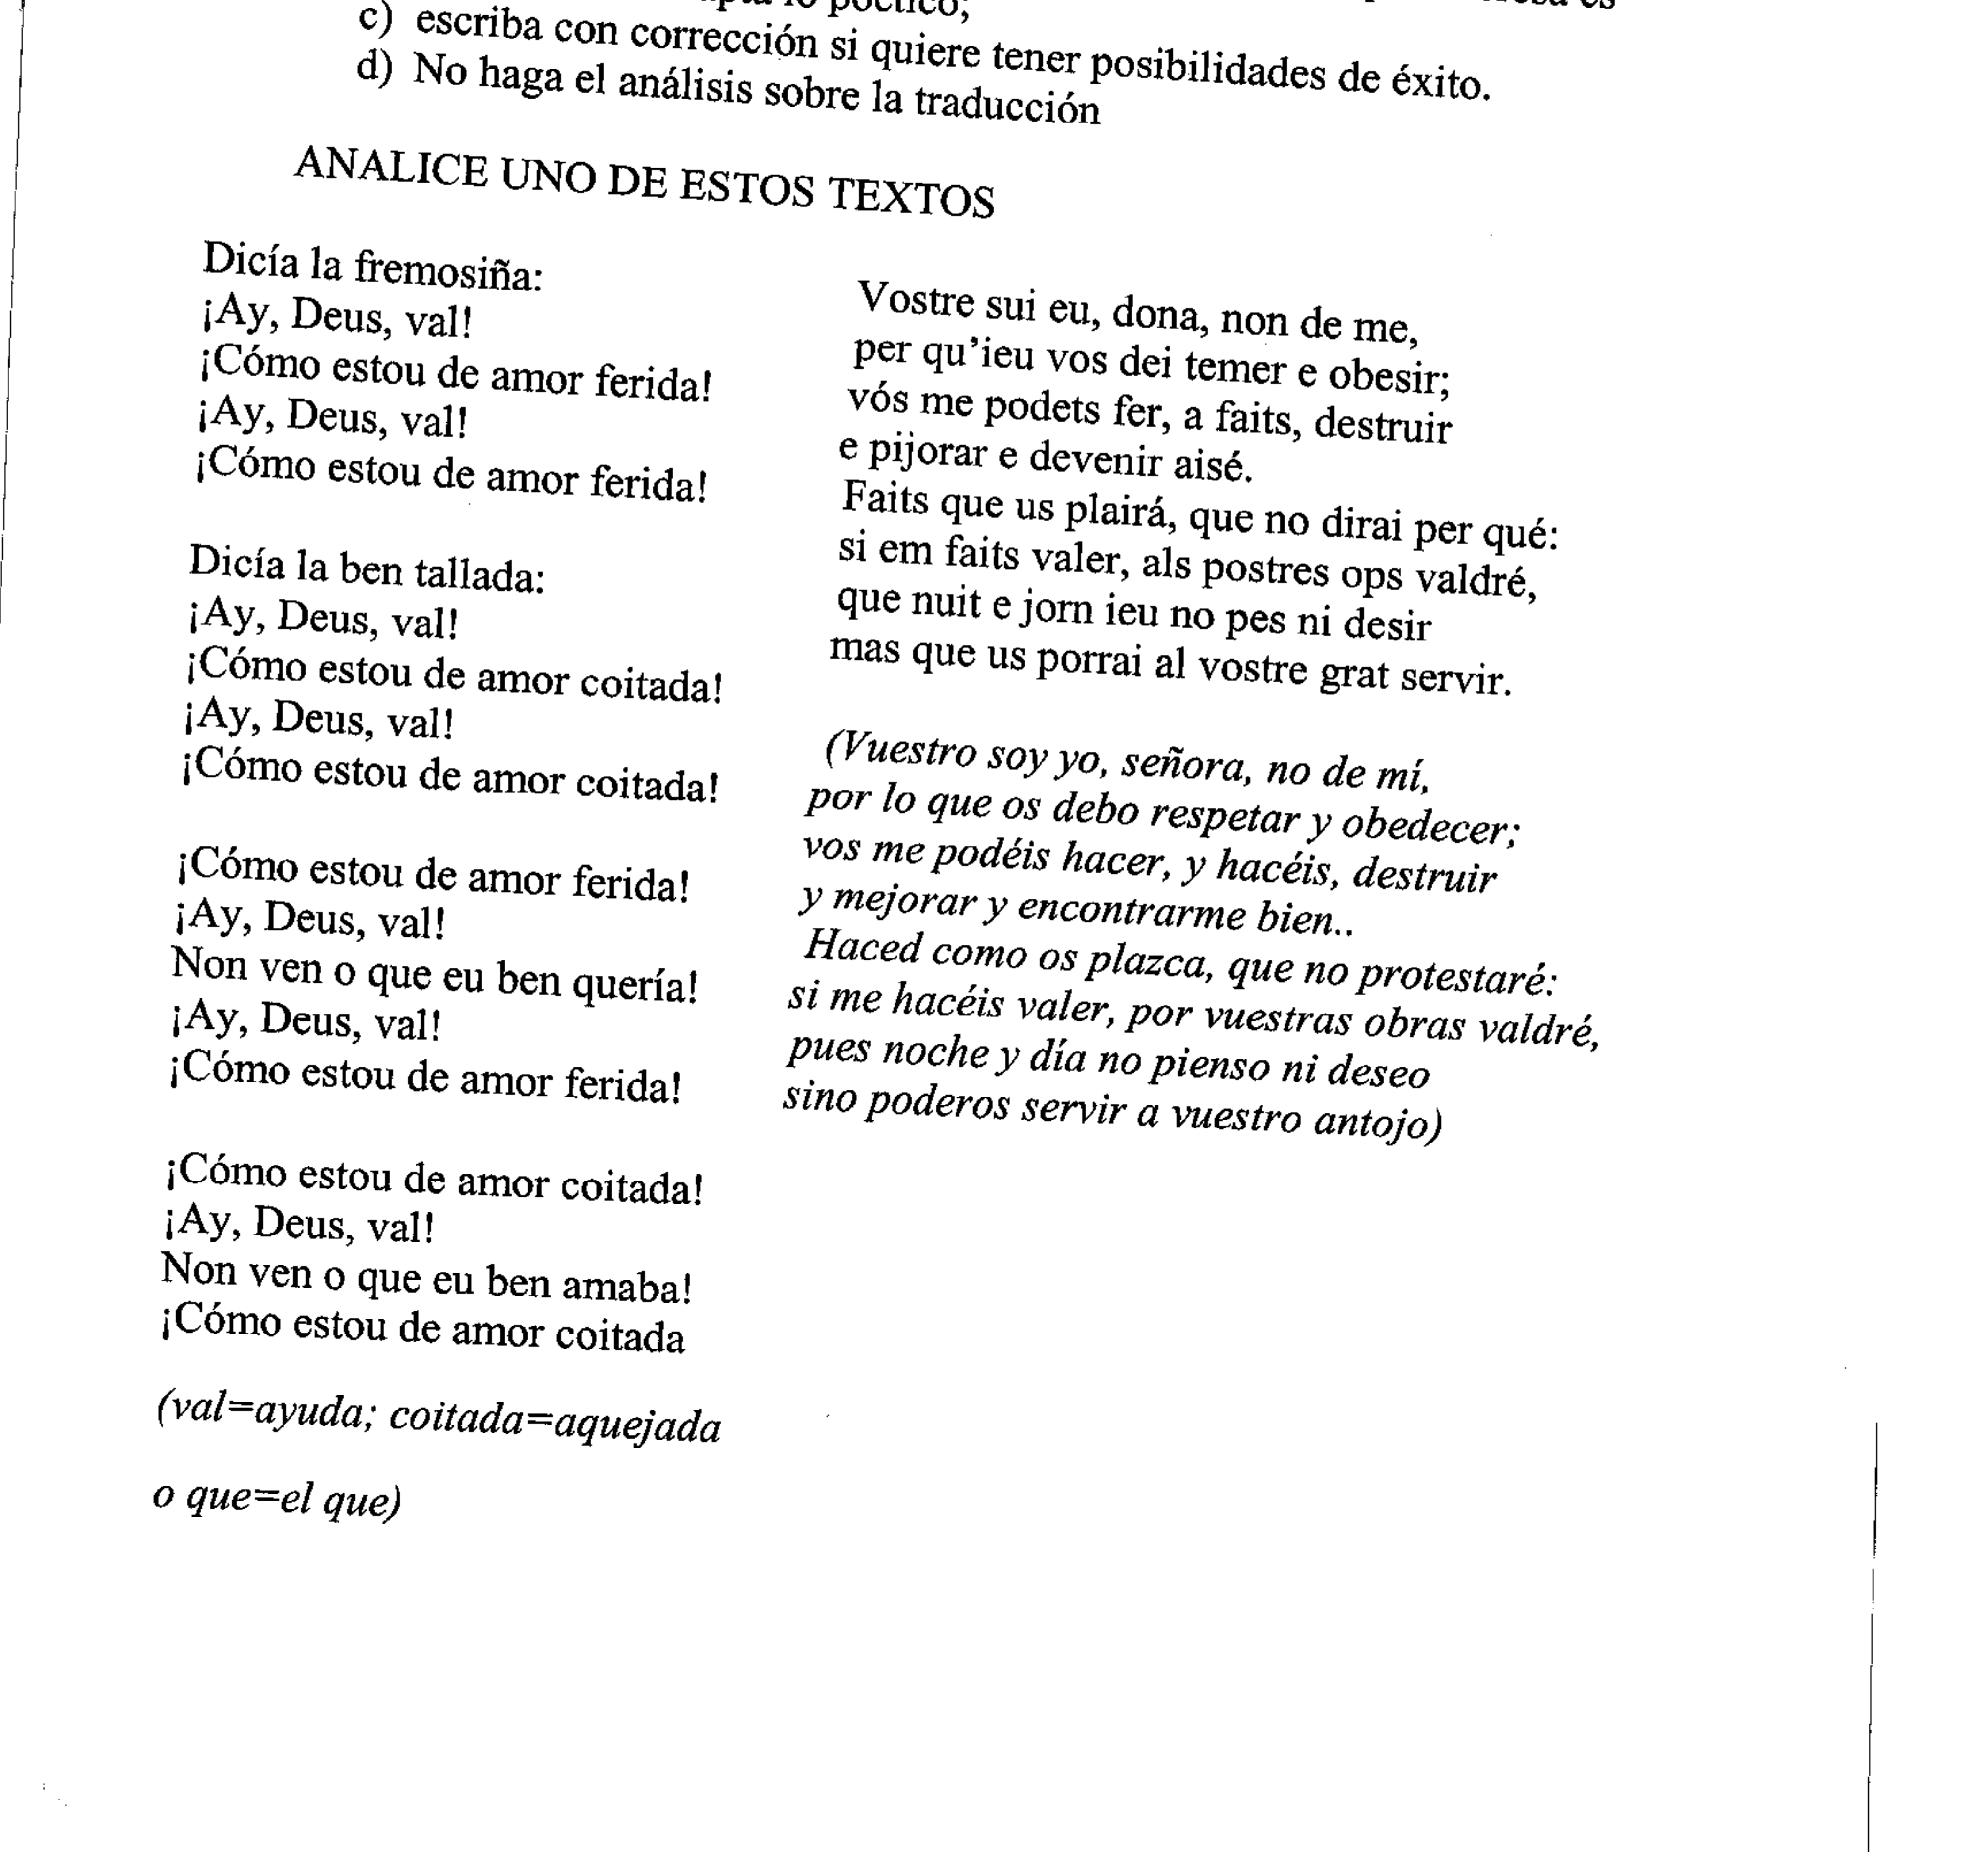 lo poético;
es
c) escriba con corrección si quiere tener posibilidades de éxito.
d) No haga el análisis sobre la traducción
ANALICE UNO DE ESTOS TEXTOS
Dicía la fremosiña:
¡Ay, Deus, val!
¡Cómo estou de amor ferida!
¡Ay, Deus, val!
¡Cómo estou de amor ferida!
Dicía la ben tallada:
¡Ay, Deus, val!
¡Cómo estou de amor coitada!
¡Ay, Deus, val!
¡Cómo estou de amor coitada!
¡Cómo estou de amor ferida!
¡Ay, Deus, val!
Non ven o que eu ben quería!
¡Ay, Deus, val!
¡Cómo estou de amor ferida!
¡Cómo estou de amor coitada!
¡Ay, Deus, val!
Non ven o que eu ben amaba!
¡Cómo estou de amor coitada
(val=ayuda; coitada=aquejada
o que=el que)
Vostre sui eu, dona, non de me,
per qu'ieu vos dei temer e obesir;
vós me podets fer, a faits, destruir
e pijorar e devenir aisé.
Faits que us plairá, que no dirai per qué:
si em faits valer, als postres ops valdré,
que nuit e jorn ieu no pes ni desir
mas que us porrai al vostre grat servir.
(Vuestro soy yo, señora, no de mí,
por lo que os debo respetar y obedecer;
vos me podéis hacer, y hacéis, destruir
y mejorar y encontrarme bien..
Haced como os plazca, que no protestaré:
si me hacéis valer, por vuestras obras valdré,
pues noche y día no pienso ni deseo
sino poderos servir a vuestro antojo)